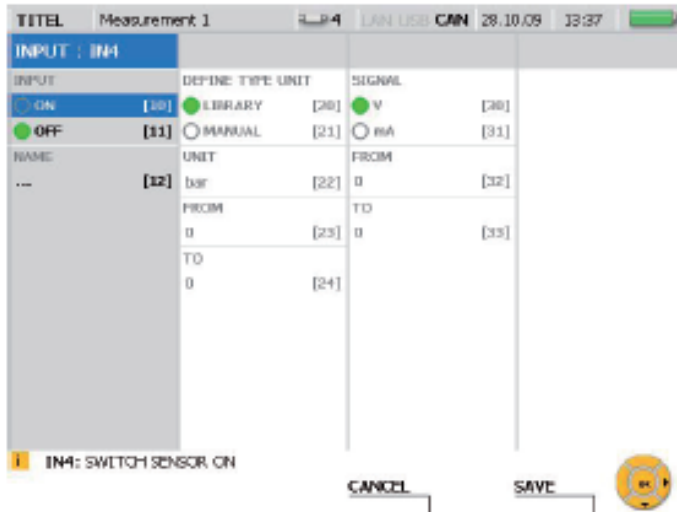 TITEL Measurement 1 4 LAN USB CAN 28.10.09 13:37
INPUT : IN4
INPUT DEFINE TYPE UNIT SIGNAL
ON [10] LIBRARY [20] V [30]
OFF [11] MANUAL [21] mA [31]
NAME UNIT FROM
... [12] bar [22] 0 [32]
FROM TO
0 [23] 0 [33]
TO
0 [24]
i IN4: SWITCH SENSOR ON
CANCEL SAVE OK